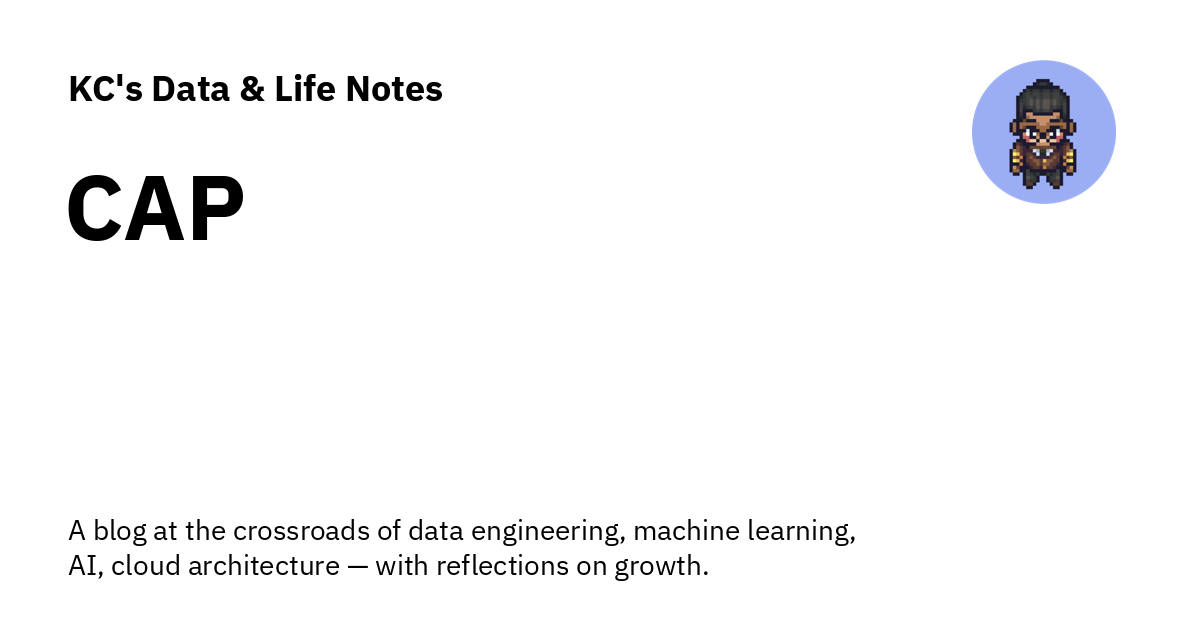 KC's Data & Life Notes
CAP
A blog at the crossroads of data engineering, machine learning,
AI, cloud architecture — with reflections on growth.